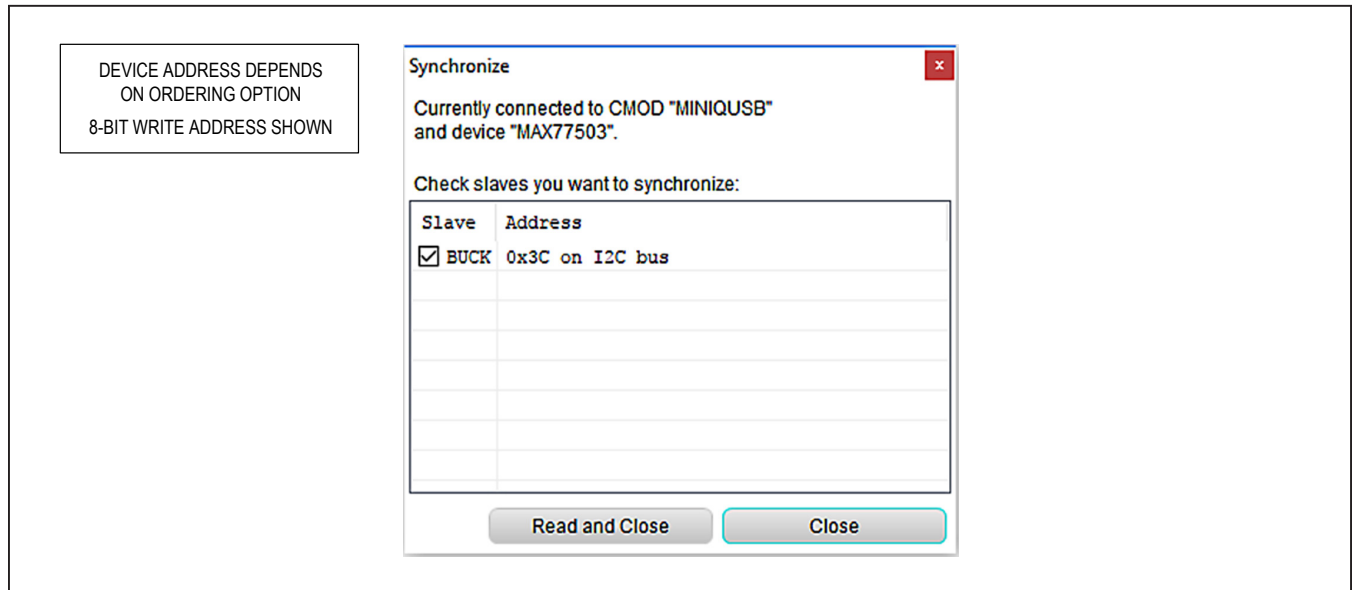 DEVICE ADDRESS DEPENDS
ON ORDERING OPTION
8-BIT WRITE ADDRESS SHOWN
Synchronize
x
Currently connected to CMOD "MINIQUSB"
and device "MAX77503".
Check slaves you want to synchronize:
Slave Address
BUCK 0x3C on I2C bus
Read and Close Close